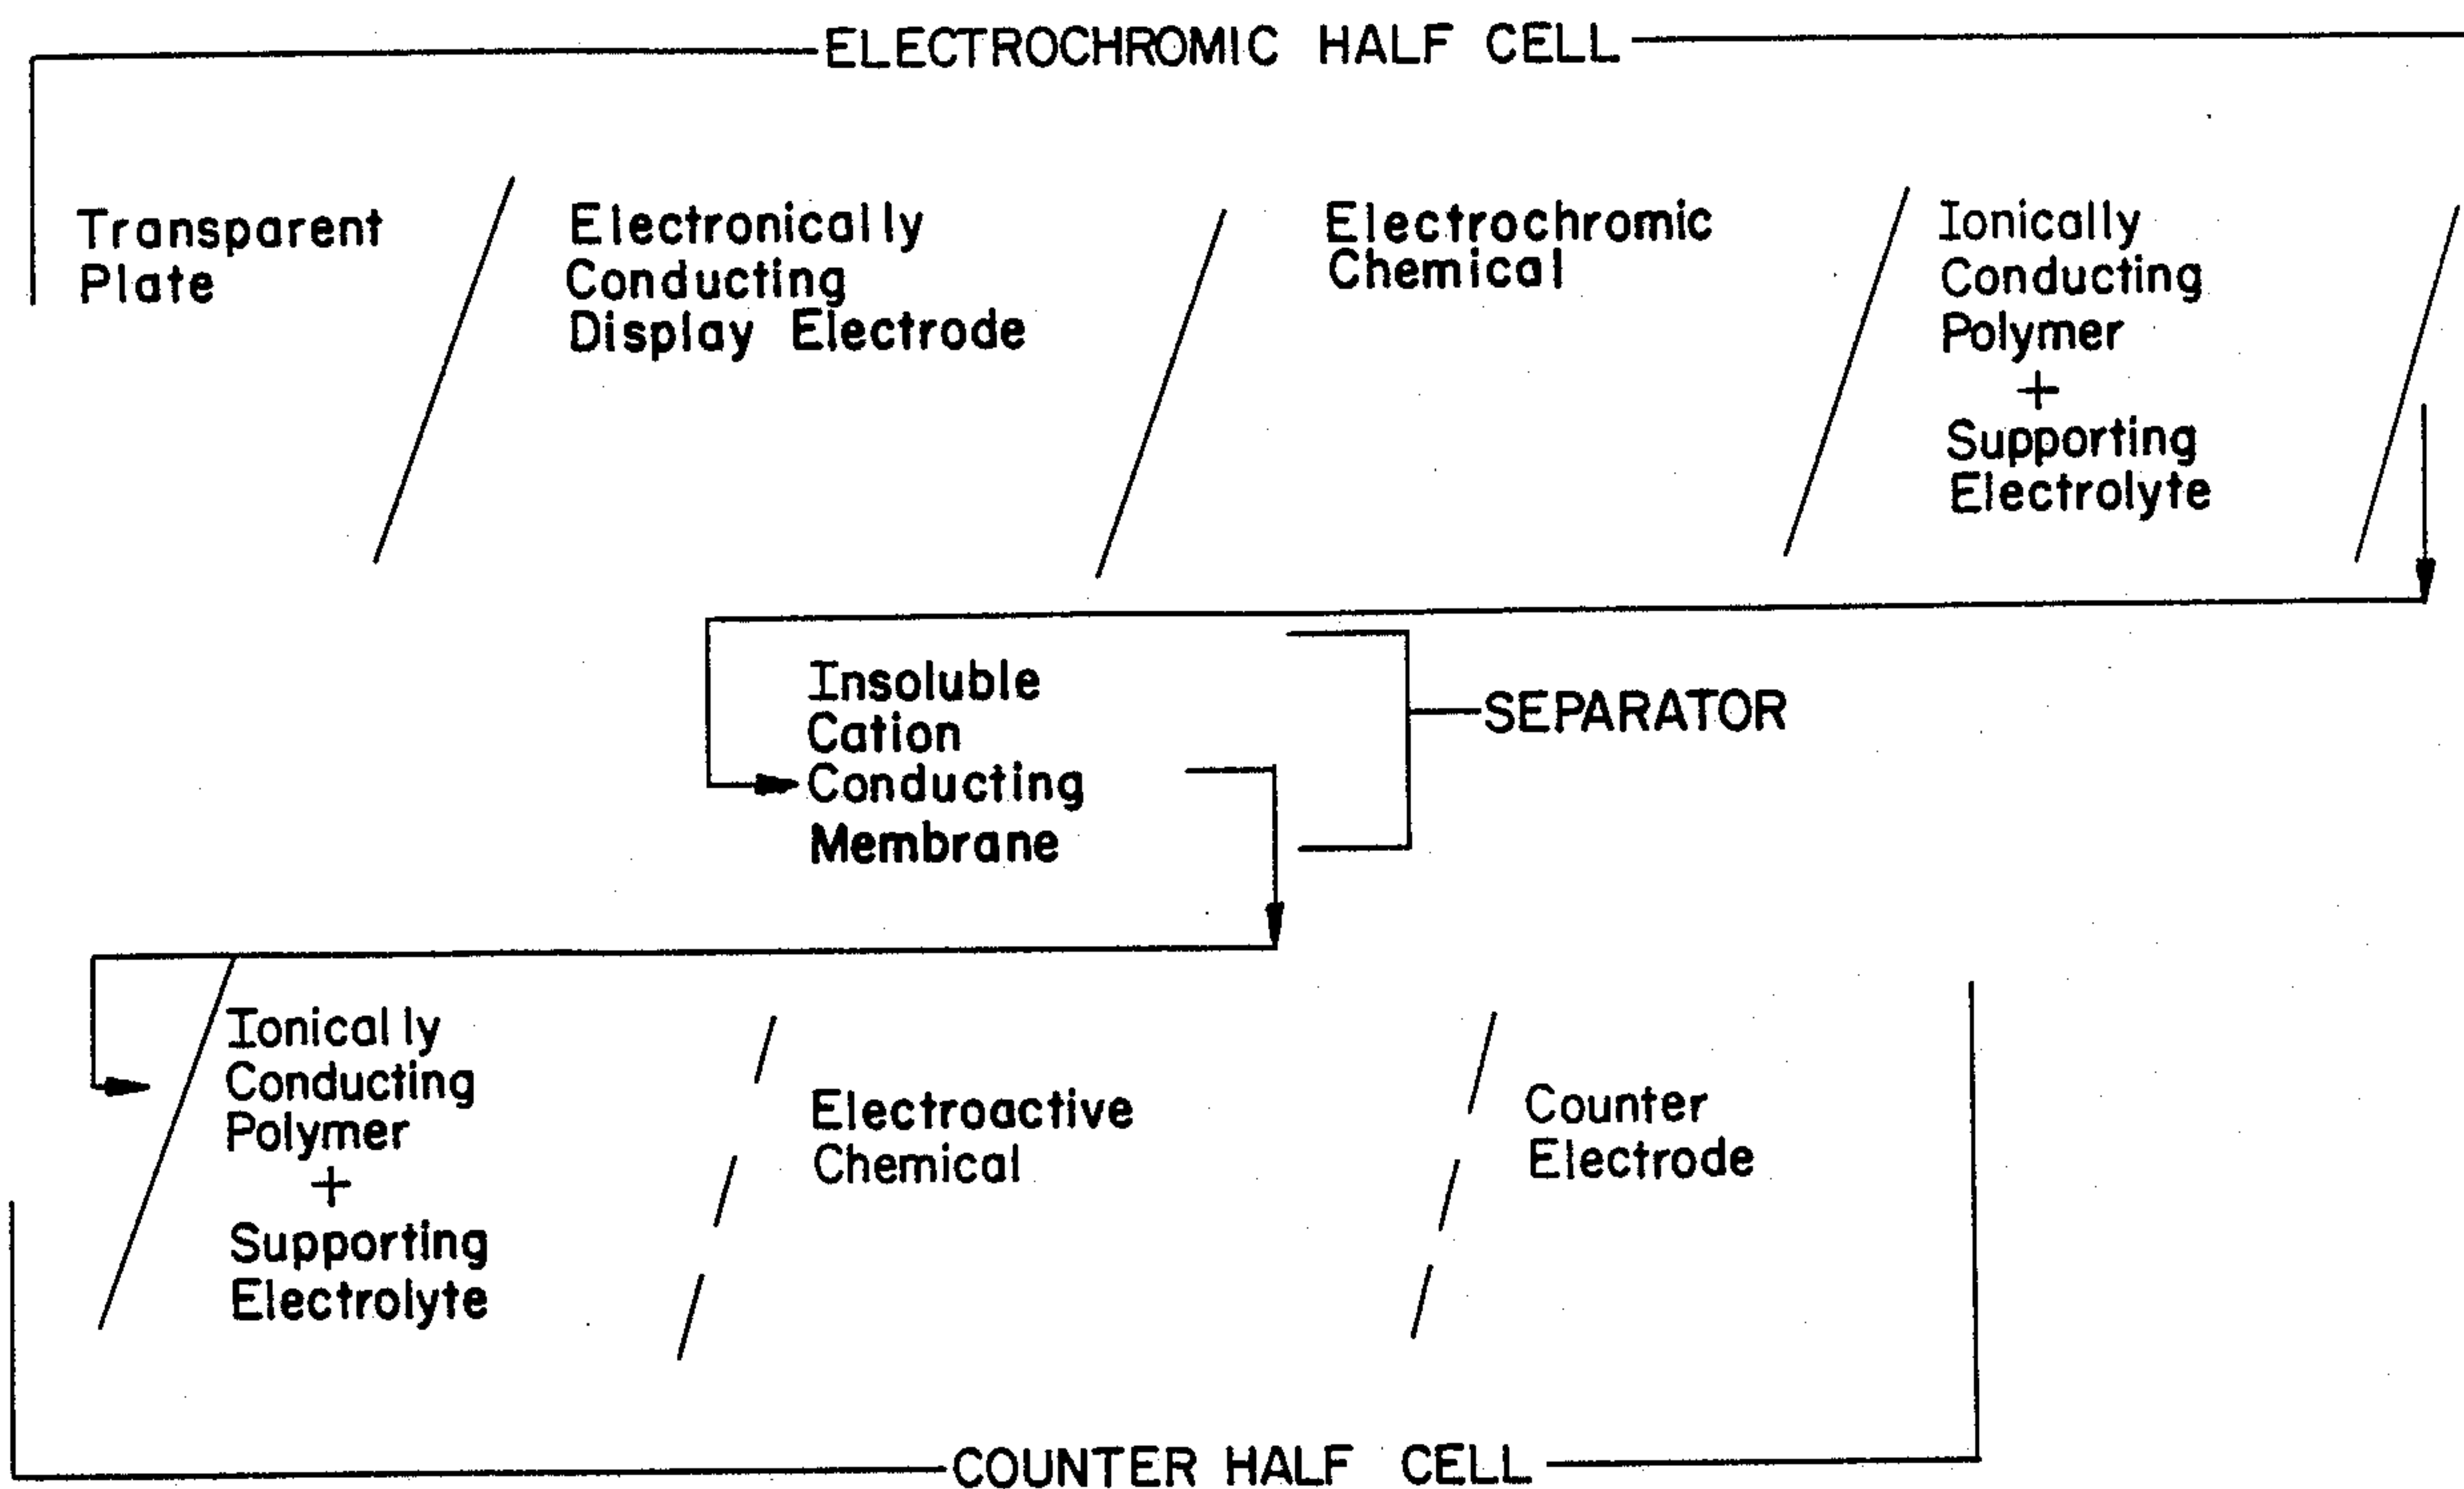 ELECTROCHROMIC HALF CELL
Transparent
Plate
Electronically
Conducting
Display Electrode
Electrochromic
Chemical
Ionically
Conducting
Polymer
+
Supporting
Electrolyte
Insoluble
Cation
Conducting
Membrane
SEPARATOR
Ionically
Conducting
Polymer
+
Supporting
Electrolyte
Electroactive
Chemical
Counter
Electrode
COUNTER HALF CELL